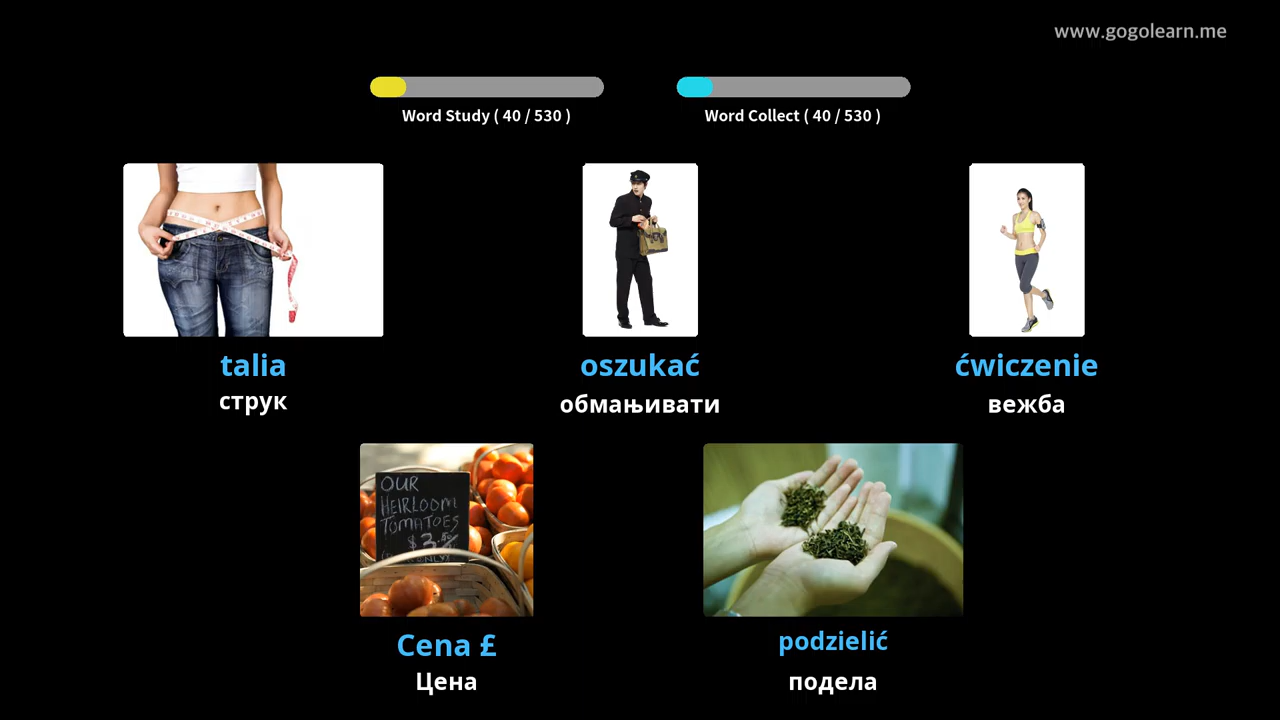 www.gogolearn.me
Word Study ( 40 / 530 )
Word Collect ( 40 / 530 )
talia
струк
oszukać
обмањивати
ćwiczenie
вежба
OUR
HEIRLOOM
TOMATOES
Cena £
Цена
podzielić
подела